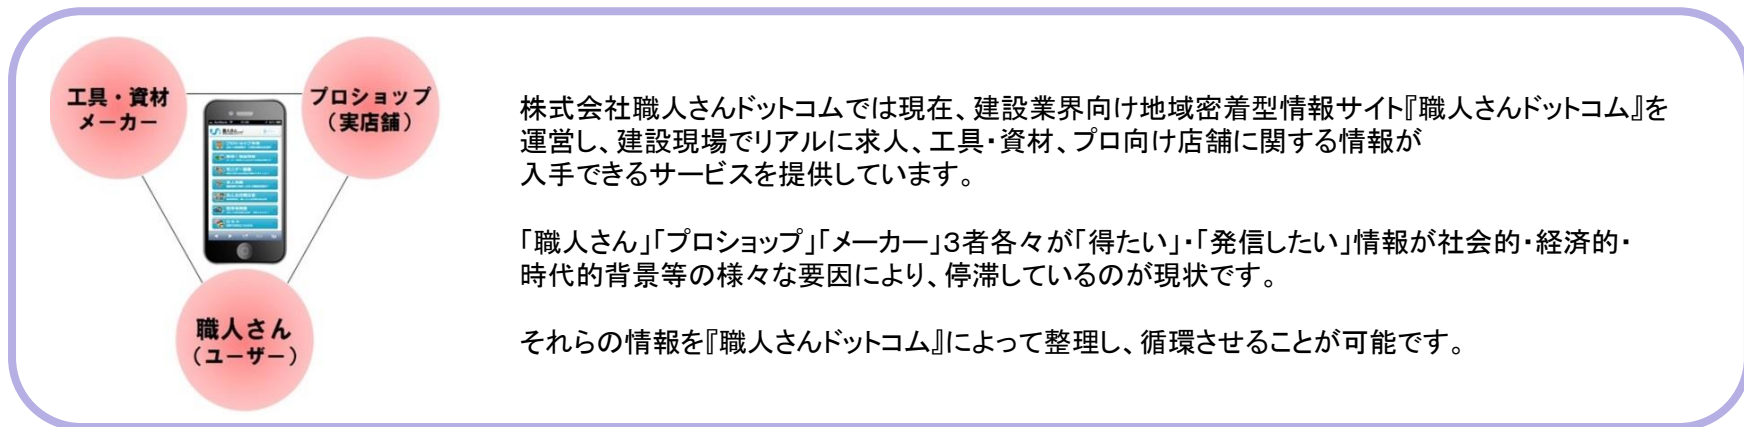 工具・資材
メーカー
プロショップ
（実店舗）
職人さん
（ユーザー）
株式会社職人さんドットコムでは現在、建設業界向け地域密着型情報サイト『職人さんドットコム』を
運営し、建設現場でリアルに求人、工具・資材、プロ向け店舗に関する情報が
入手できるサービスを提供しています。
「職人さん」「プロショップ」「メーカー」３者各々が「得たい」・「発信したい」情報が社会的・経済的・
時代的背景等の様々な要因により、停滞しているのが現状です。
それらの情報を『職人さんドットコム』によって整理し、循環させることが可能です。